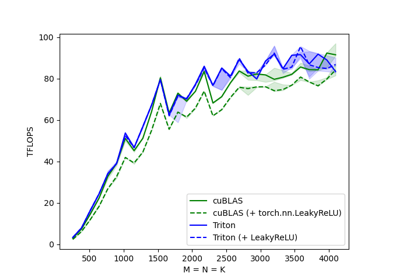 100
80
60
40
20
0
TFLOPS
500 1000 1500 2000 2500 3000 3500 4000
M = N = K
cuBLAS
cuBLAS (+ torch.nn.LeakyReLU)
Triton
Triton (+ LeakyReLU)